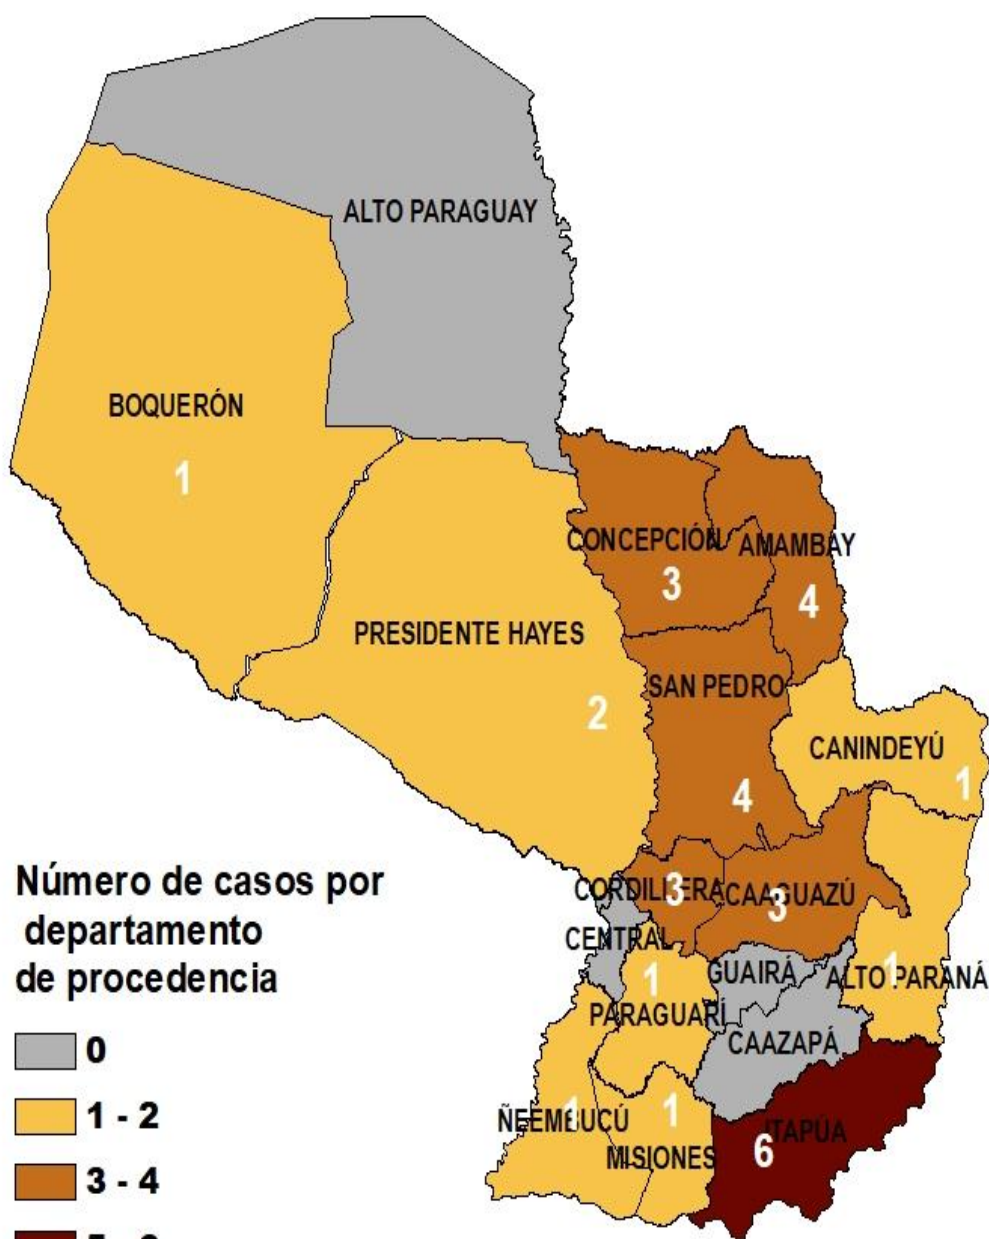 ALTO PARAGUAY
BOQUERÓN
1
CONCEPCIÓN
3
AMAMBAY
4
PRESIDENTE HAYES
2
SAN PEDRO
4
CANINDEYÚ
1
CORDILLERA
3
CAAGUAZÚ
3
CENTRAL
GUAIRÁ
ALTO PARANÁ
1
PARAGUARÍ
1
CAAZAPÁ
ÑEEMBUCÚ
1
MISIONES
1
ITAPÚA
6
Número de casos por
departamento
de procedencia
0
1 - 2
3 - 4